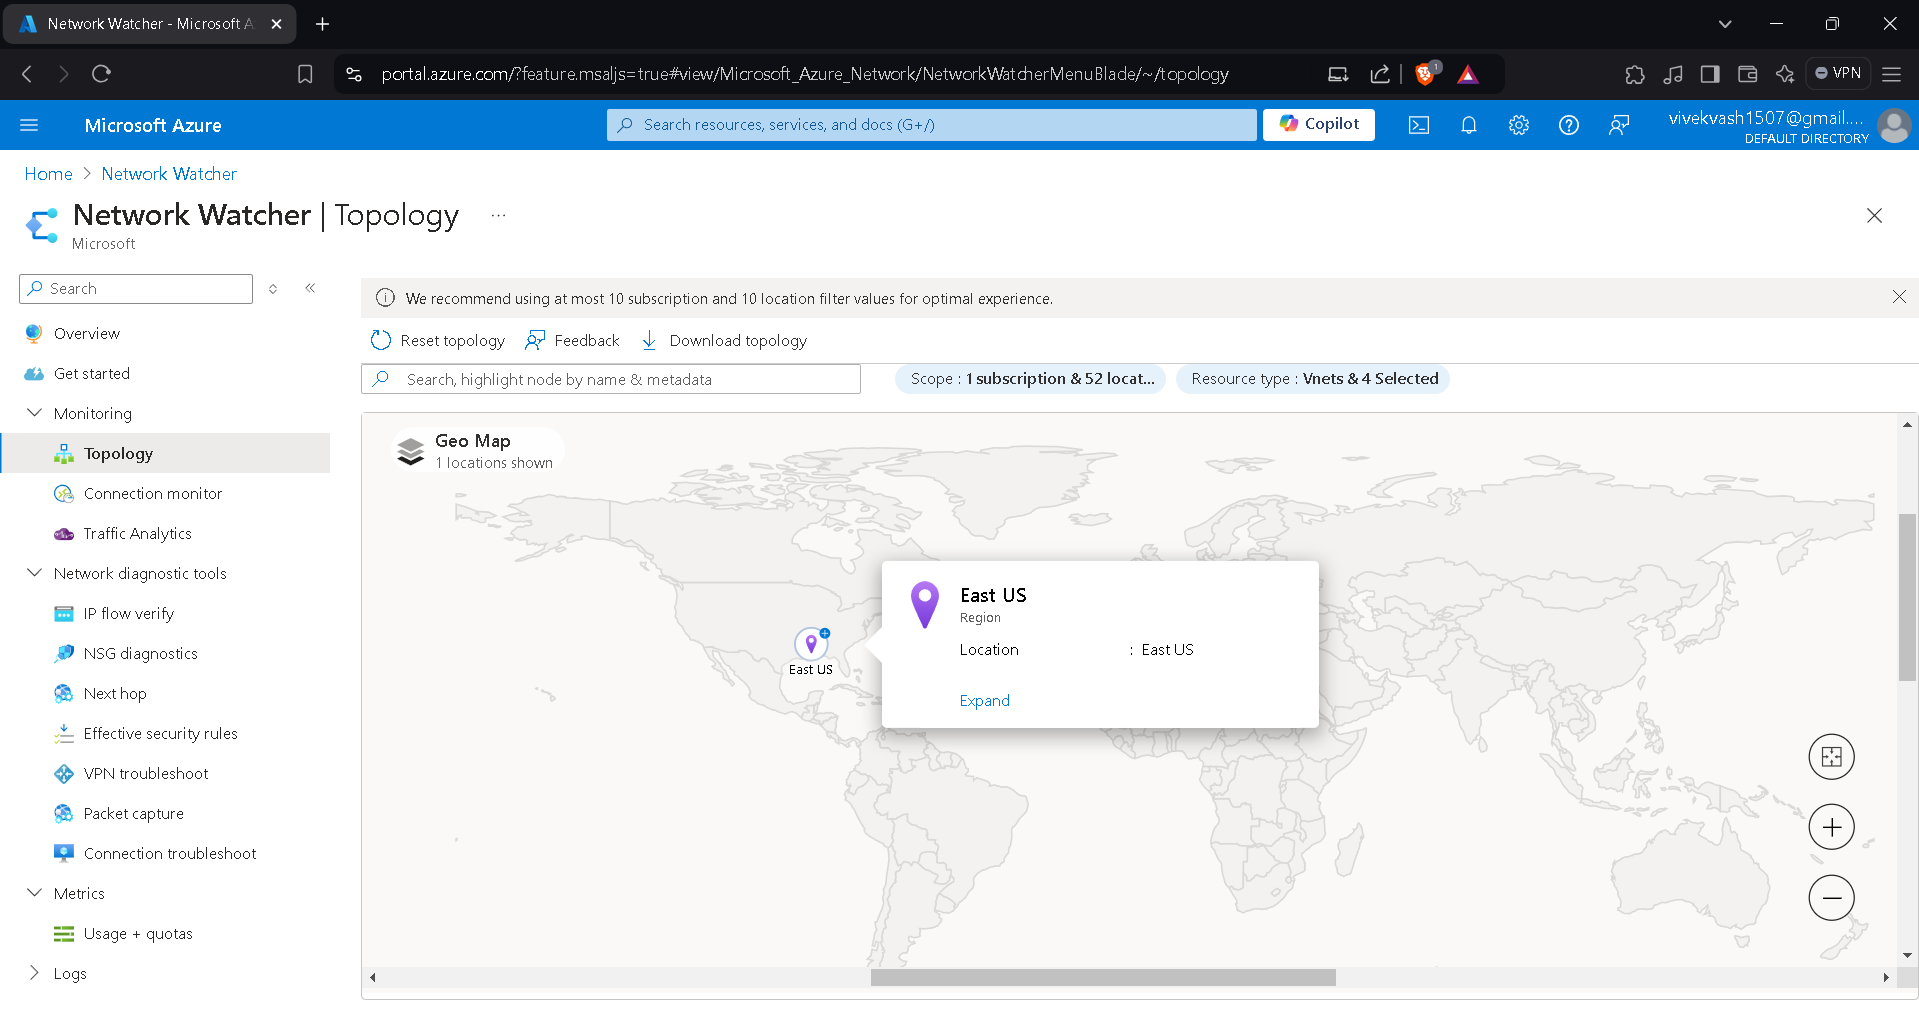 Network Watcher - Microsoft A
portal.azure.com/?feature.msaljs=true#view/Microsoft_Azure_Network/NetworkWatcherMenuBlade/~/topology
1
VPN
Microsoft Azure
Search resources, services, and docs (G+/)
Copilot
vivekvash1507@gmail....
DEFAULT DIRECTORY
Home > Network Watcher
Network Watcher | Topology ...
Microsoft
Search
Overview
Get started
Monitoring
Topology
Connection monitor
Traffic Analytics
Network diagnostic tools
IP flow verify
NSG diagnostics
Next hop
Effective security rules
VPN troubleshoot
Packet capture
Connection troubleshoot
Metrics
Usage + quotas
Logs
We recommend using at most 10 subscription and 10 location filter values for optimal experience.
Reset topology
Feedback
Download topology
Search, highlight node by name & metadata
Scope : 1 subscription & 52 locat...
Resource type : Vnets & 4 Selected
Geo Map
1 locations shown
East US
East US
Region
Location : East US
Expand